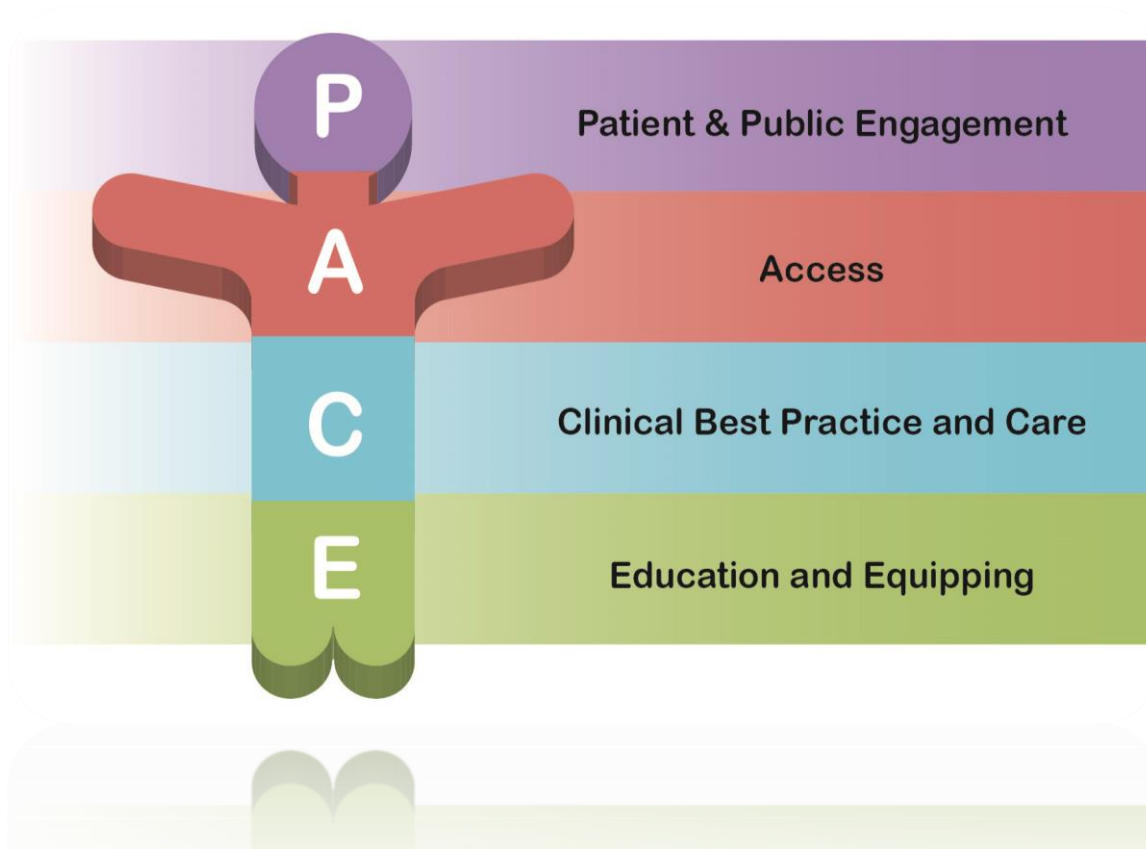 P
Patient & Public Engagement
A
Access
C
Clinical Best Practice and Care
E
Education and Equipping